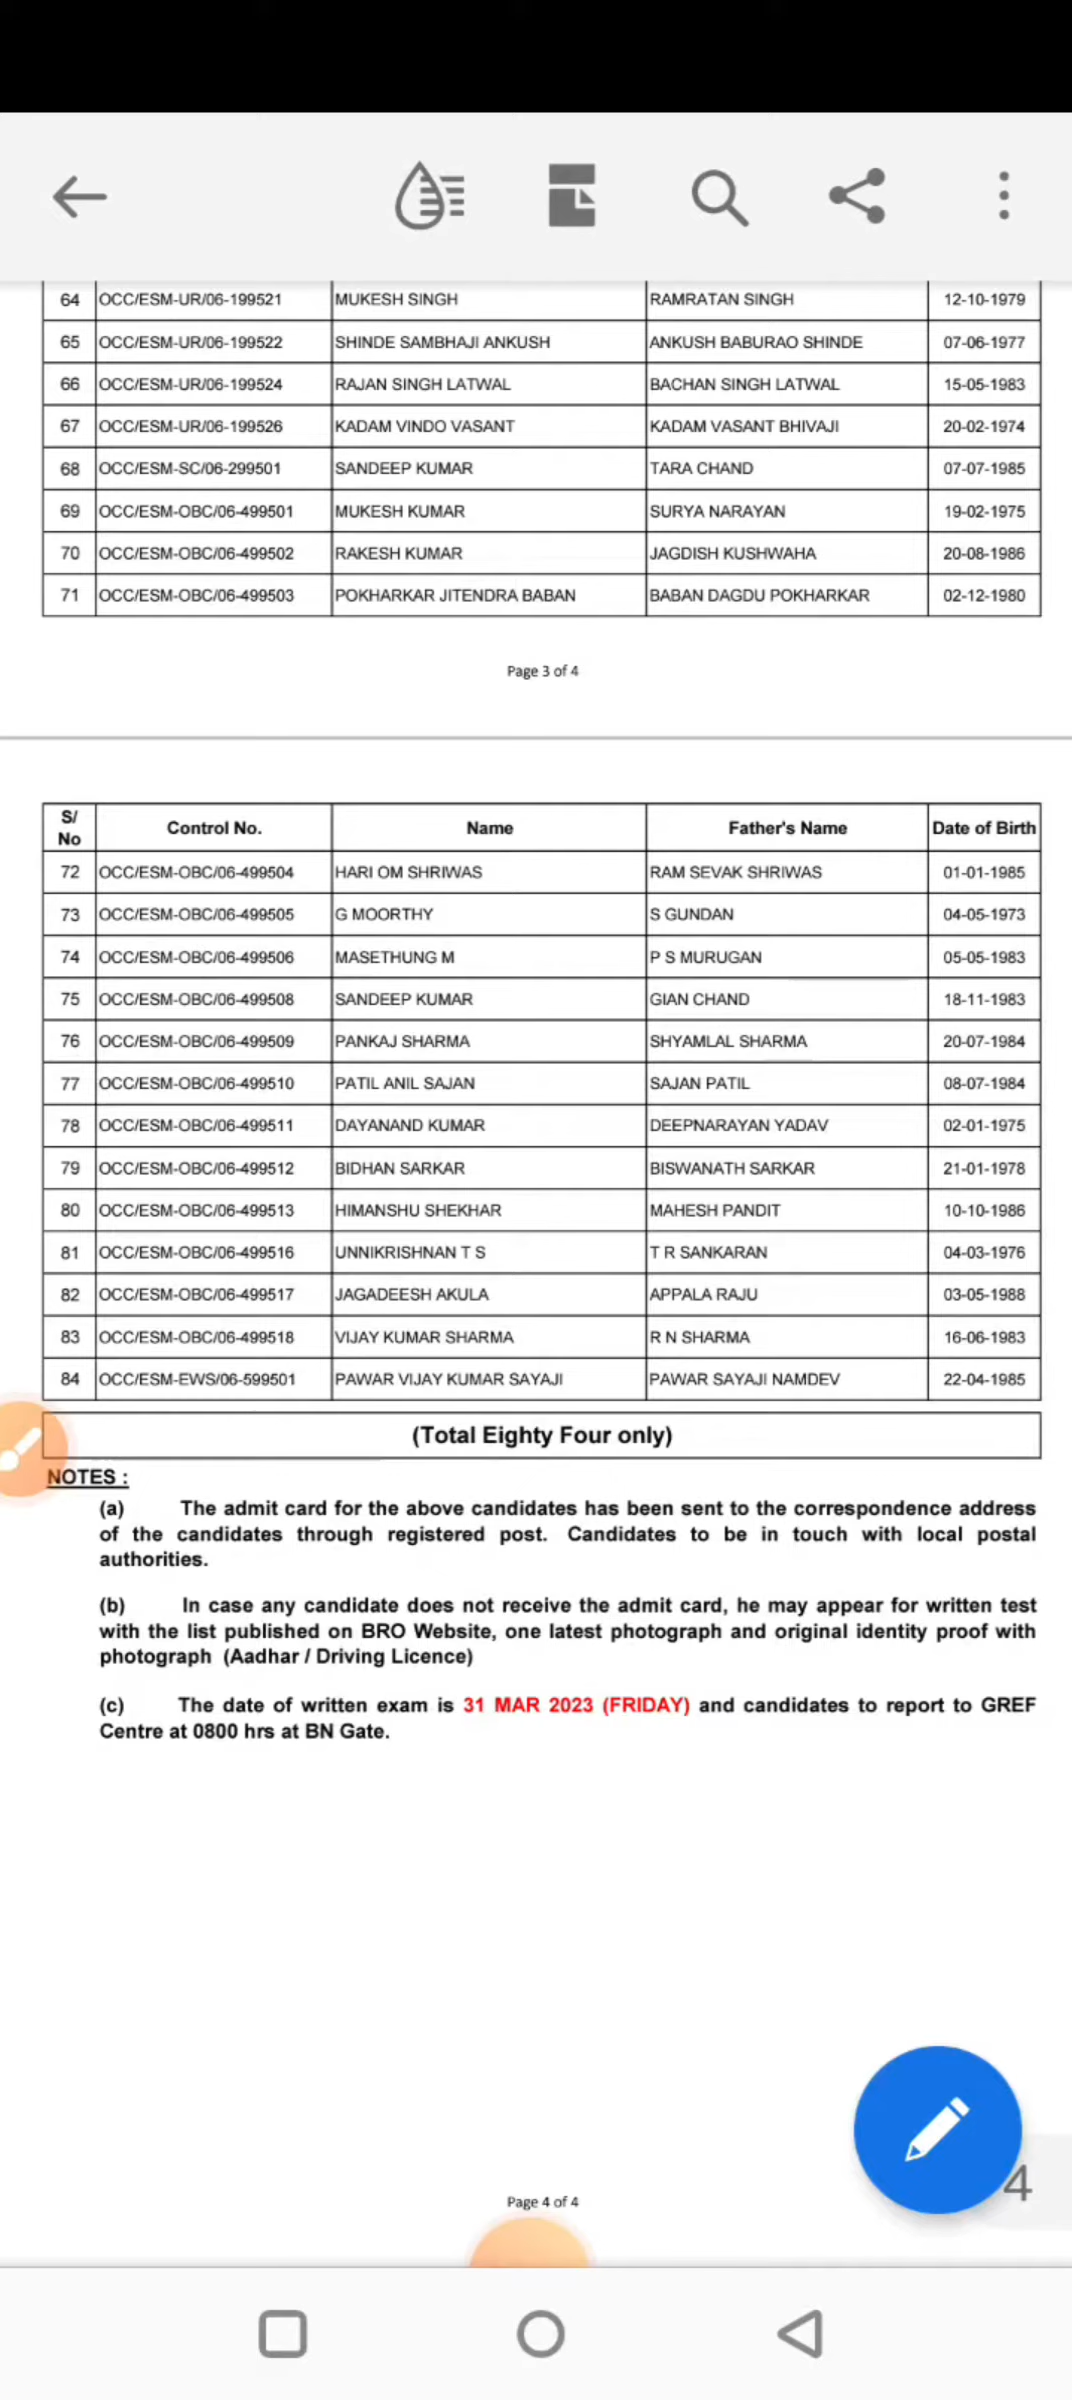 64 OCC/ESM-UR/06-199521 MUKESH SINGH RAMRATAN SINGH 12-10-1979
65 OCC/ESM-UR/06-199522 SHINDE SAMBHAJI ANKUSH ANKUSH BABURAO SHINDE 07-06-1977
66 OCC/ESM-UR/06-199524 RAJAN SINGH LATWAL BACHAN SINGH LATWAL 15-05-1983
67 OCC/ESM-UR/06-199526 KADAM VINDO VASANT KADAM VASANT BHIVAJI 20-02-1974
68 OCC/ESM-SC/06-299501 SANDEEP KUMAR TARA CHAND 07-07-1985
69 OCC/ESM-OBC/06-499501 MUKESH KUMAR SURYA NARAYAN 19-02-1975
70 OCC/ESM-OBC/06-499502 RAKESH KUMAR JAGDISH KUSHWAHA 20-08-1986
71 OCC/ESM-OBC/06-499503 POKHARKAR JITENDRA BABAN BABAN DAGDU POKHARKAR 02-12-1980
Page 3 of 4
S/ No Control No. Name Father's Name Date of Birth
72 OCC/ESM-OBC/06-499504 HARI OM SHRIWAS RAM SEVAK SHRIWAS 01-01-1985
73 OCC/ESM-OBC/06-499505 G MOORTHY S GUNDAN 04-05-1973
74 OCC/ESM-OBC/06-499506 MASETHUNG M P S MURUGAN 05-05-1983
75 OCC/ESM-OBC/06-499508 SANDEEP KUMAR GIAN CHAND 18-11-1983
76 OCC/ESM-OBC/06-499509 PANKAJ SHARMA SHYAMLAL SHARMA 20-07-1984
77 OCC/ESM-OBC/06-499510 PATIL ANIL SAJAN SAJAN PATIL 08-07-1984
78 OCC/ESM-OBC/06-499511 DAYANAND KUMAR DEEPNARAYAN YADAV 02-01-1975
79 OCC/ESM-OBC/06-499512 BIDHAN SARKAR BISWANATH SARKAR 21-01-1978
80 OCC/ESM-OBC/06-499513 HIMANSHU SHEKHAR MAHESH PANDIT 10-10-1986
81 OCC/ESM-OBC/06-499516 UNNIKRISHNAN T S T R SANKARAN 04-03-1976
82 OCC/ESM-OBC/06-499517 JAGADEESH AKULA APPALA RAJU 03-05-1988
83 OCC/ESM-OBC/06-499518 VIJAY KUMAR SHARMA R N SHARMA 16-06-1983
84 OCC/ESM-EWS/06-599501 PAWAR VIJAY KUMAR SAYAJI PAWAR SAYAJI NAMDEV 22-04-1985
(Total Eighty Four only)
NOTES :
(a) The admit card for the above candidates has been sent to the correspondence address
of the candidates through registered post. Candidates to be in touch with local postal
authorities.
(b) In case any candidate does not receive the admit card, he may appear for written test
with the list published on BRO Website, one latest photograph and original identity proof with
photograph (Aadhar / Driving Licence)
(c) The date of written exam is 31 MAR 2023 (FRIDAY) and candidates to report to GREF
Centre at 0800 hrs at BN Gate.
4
Page 4 of 4